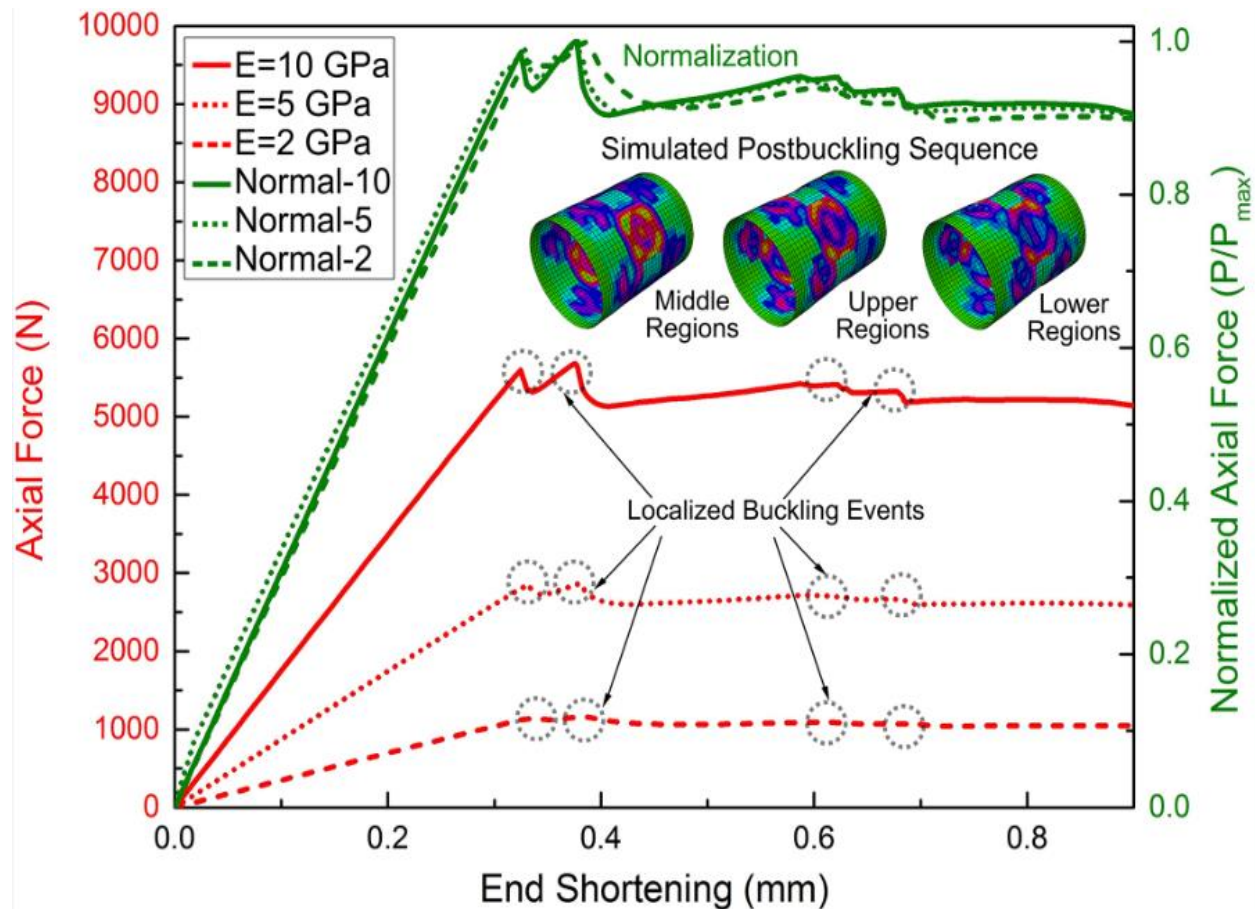 10000
9000
8000
7000
6000
5000
4000
3000
2000
1000
0
Axial Force (N)
E=10 GPa
E=5 GPa
E=2 GPa
Normal-10
Normal-5
Normal-2
Normalization
Simulated Postbuckling Sequence
Middle
Regions
Upper
Regions
Lower
Regions
Localized Buckling Events
1.0
0.8
0.6
0.4
0.2
0.0
Normalized Axial Force (P/Pmax)
0.0
0.2
0.4
0.6
0.8
End Shortening (mm)